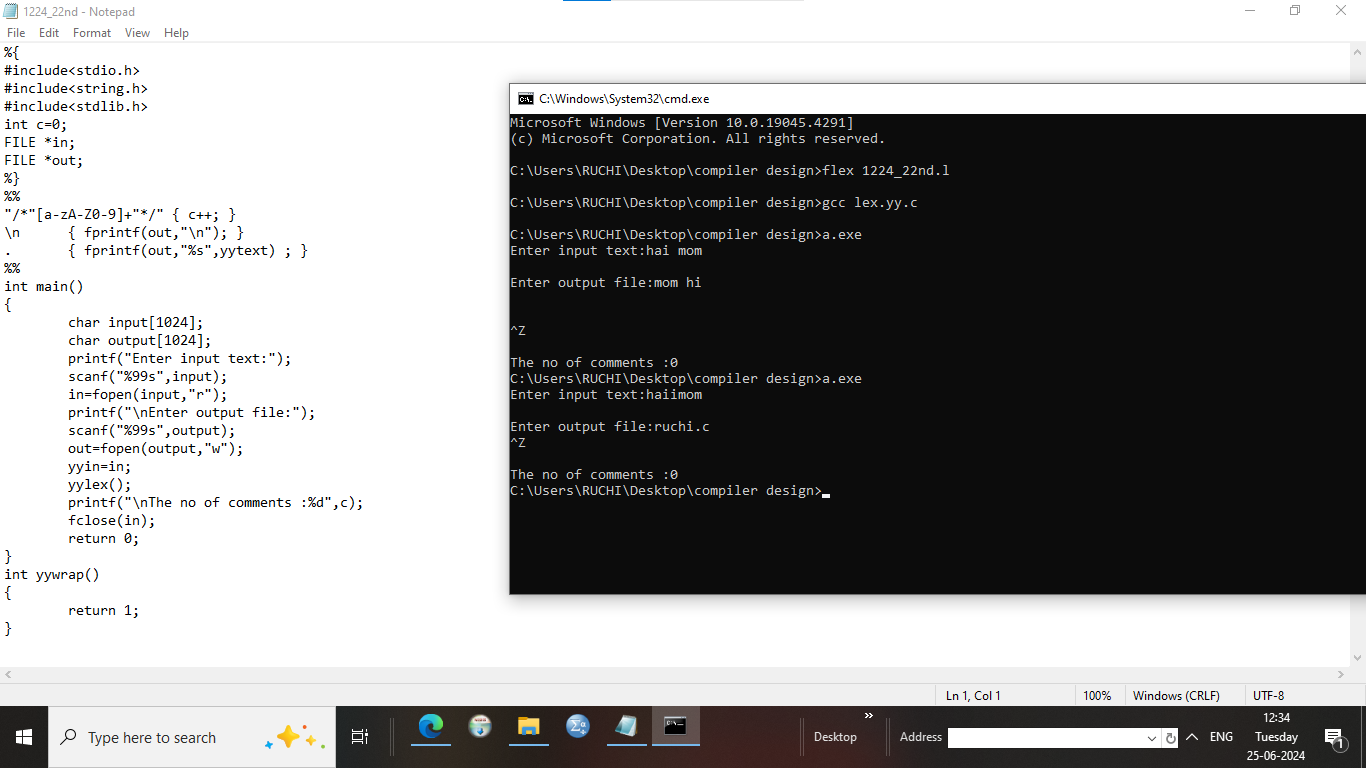 1224_22nd - Notepad
File Edit Format View Help
%{
#include<stdio.h>
#include<string.h>
#include<stdlib.h>
int c=0;
FILE *in;
FILE *out;
%}
%%
"/*"[a-zA-Z0-9]+"*/" { c++; }
\n      { fprintf(out,"\n"); }
.       { fprintf(out,"%s",yytext) ; }
%%
int main()
{
        char input[1024];
        char output[1024];
        printf("Enter input text:");
        scanf("%99s",input);
        in=fopen(input,"r");
        printf("\nEnter output file:");
        scanf("%99s",output);
        out=fopen(output,"w");
        yyin=in;
        yylex();
        printf("\nThe no of comments :%d",c);
        fclose(in);
        return 0;
}
int yywrap()
{
        return 1;
}
C:\Windows\System32\cmd.exe
Microsoft Windows [Version 10.0.19045.4291]
(c) Microsoft Corporation. All rights reserved.
C:\Users\RUCHI\Desktop\compiler design>flex 1224_22nd.l
C:\Users\RUCHI\Desktop\compiler design>gcc lex.yy.c
C:\Users\RUCHI\Desktop\compiler design>a.exe
Enter input text:hai mom
Enter output file:mom hi
^Z
The no of comments :0
C:\Users\RUCHI\Desktop\compiler design>a.exe
Enter input text:haiimom
Enter output file:ruchi.c
^Z
The no of comments :0
C:\Users\RUCHI\Desktop\compiler design>
Ln 1, Col 1 100% Windows (CRLF) UTF-8
Type here to search
Desktop
Address
ENG
12:34
Tuesday
25-06-2024
1